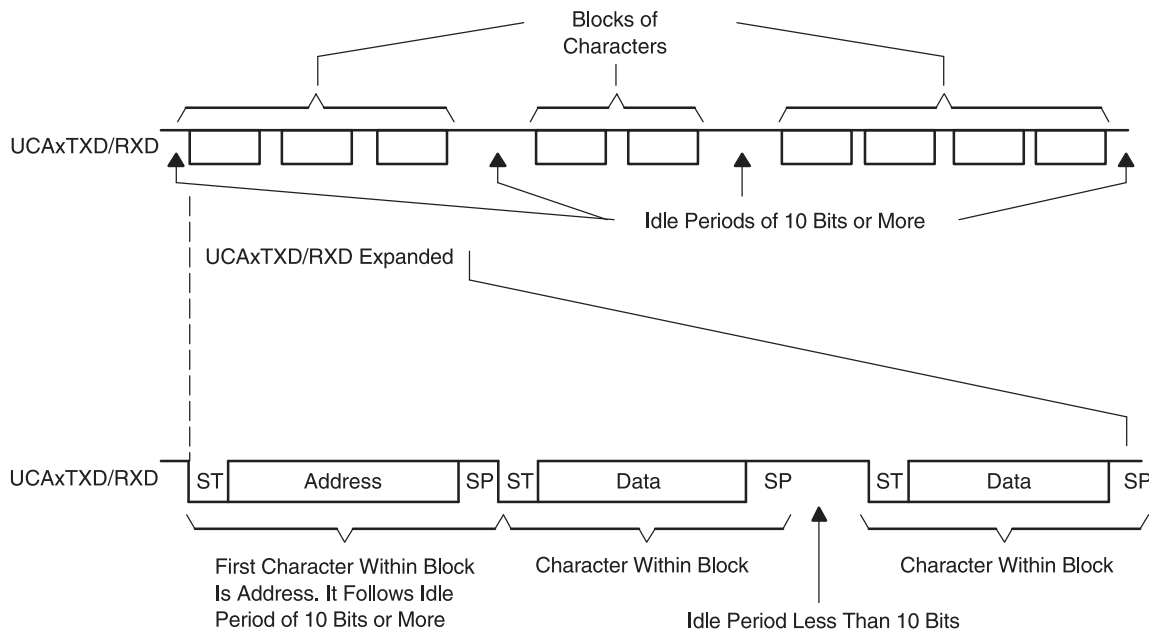 Blocks of
Characters
UCAxTXD/RXD
Idle Periods of 10 Bits or More
UCAxTXD/RXD Expanded
UCAxTXD/RXD
ST
Address
SP
ST
Data
SP
ST
Data
SP
First Character Within Block
Is Address. It Follows Idle
Period of 10 Bits or More
Character Within Block
Character Within Block
Idle Period Less Than 10 Bits